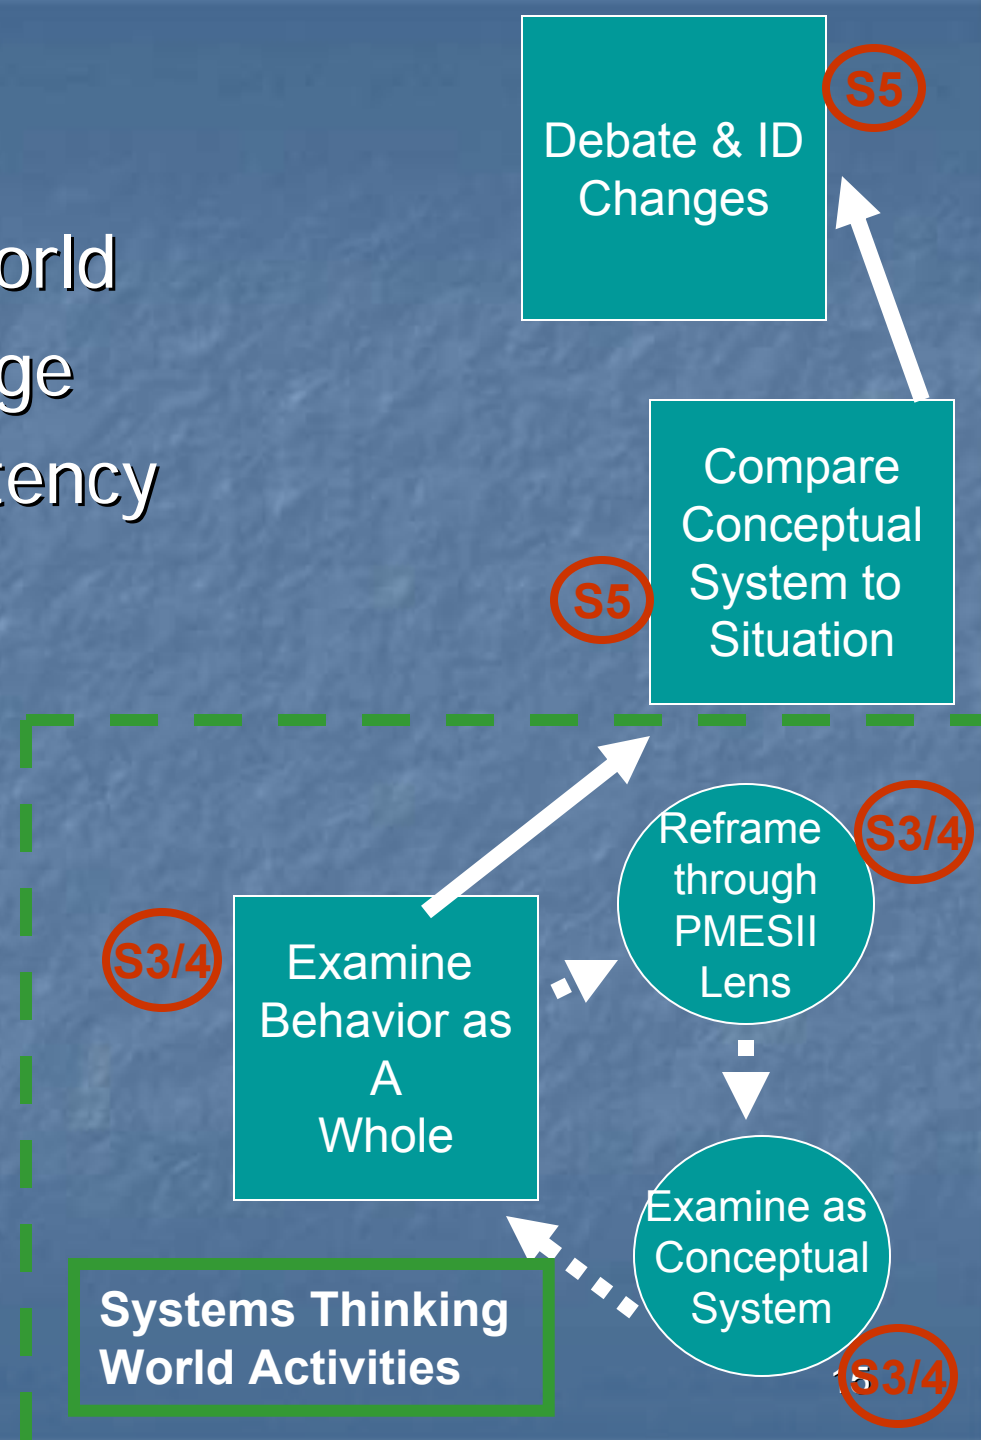 S5
Debate & ID
Changes
orld
ge
tency
Compare
Conceptual
System to
Situation
S5
Reframe
through
PMESII
Lens
S3/4
S3/4
Examine
Behavior as
A
Whole
Examine as
Conceptual
System
S3/4
15
Systems Thinking
World Activities